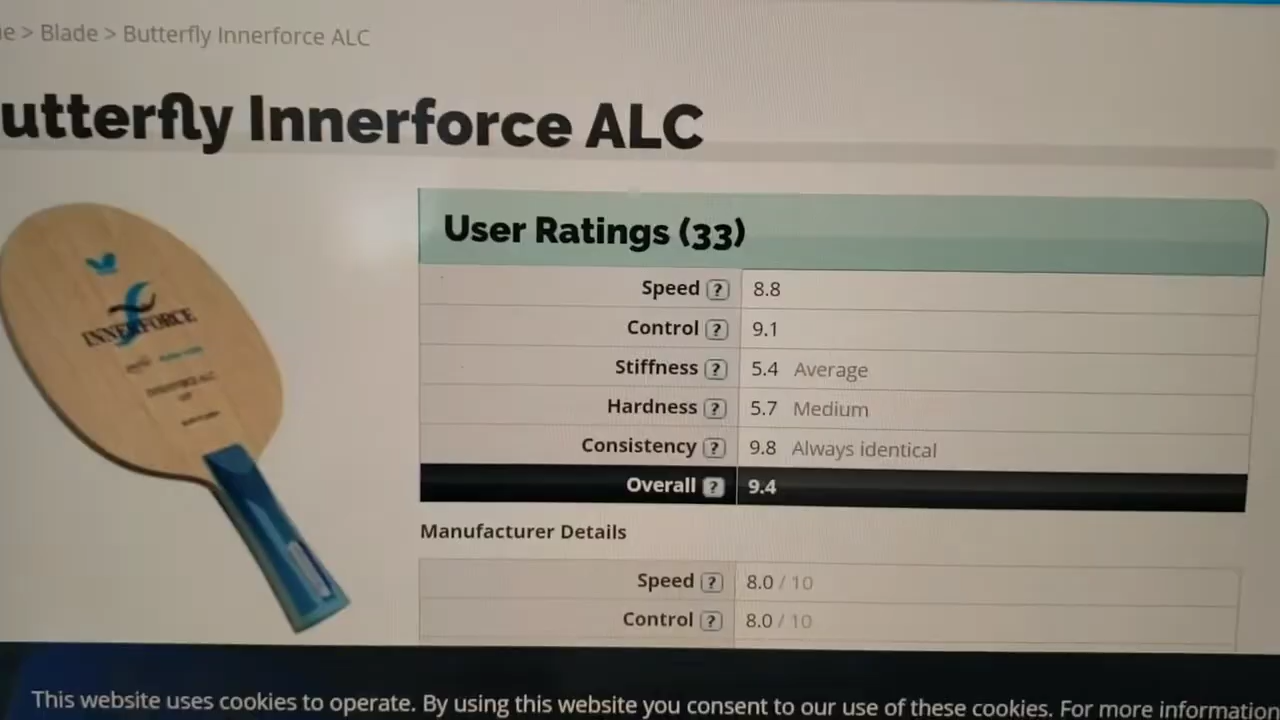 > Blade > Butterfly Innerforce ALC
utterfly Innerforce ALC
User Ratings (33)
Speed ? 8.8
Control ? 9.1
Stiffness ? 5.4 Average
Hardness ? 5.7 Medium
Consistency ? 9.8 Always identical
Overall ? 9.4
Manufacturer Details
Speed ? 8.0 / 10
Control ? 8.0 / 10
INNERFORCE
This website uses cookies to operate. By using this website you consent to our use of these cookies. For more information